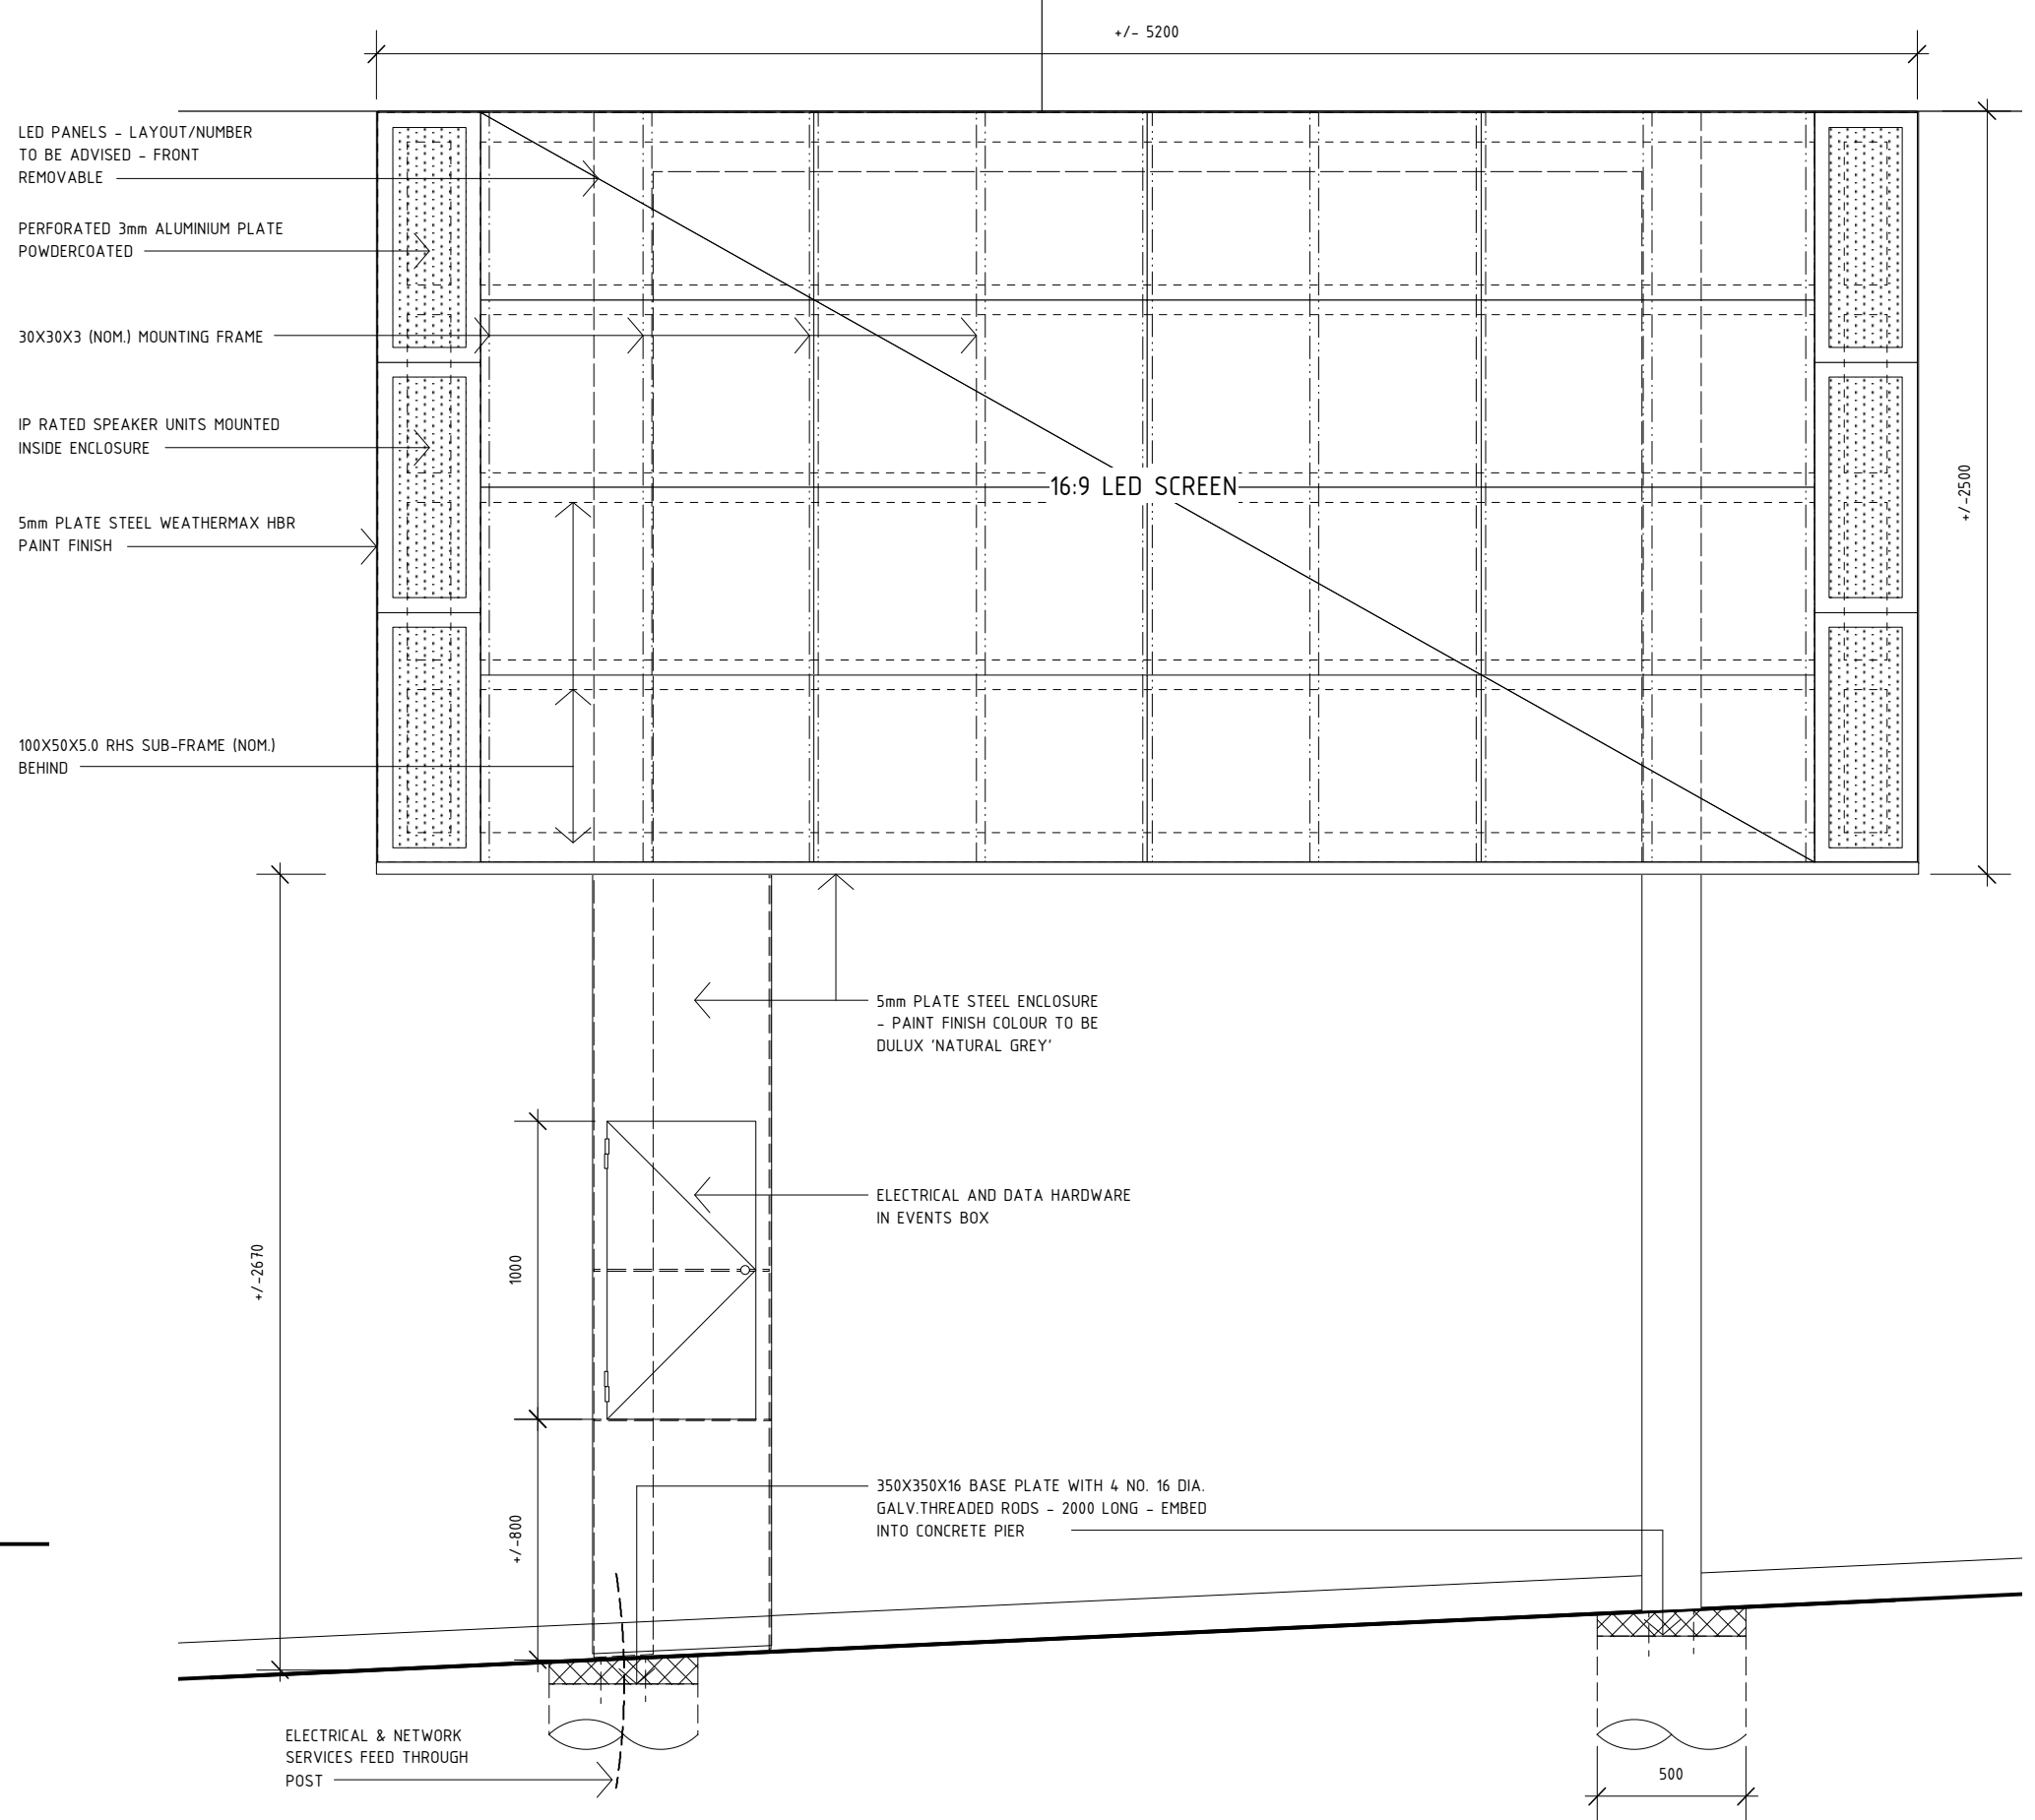 +/- 5200
LED PANELS - LAYOUT/NUMBER
TO BE ADVISED - FRONT
REMOVABLE
PERFORATED 3mm ALUMINIUM PLATE
POWDERCOATED
30X30X3 (NOM.) MOUNTING FRAME
IP RATED SPEAKER UNITS MOUNTED
INSIDE ENCLOSURE
16:9 LED SCREEN
+/-2500
5mm PLATE STEEL WEATHERMAX HBR
PAINT FINISH
100X50X5.0 RHS SUB-FRAME (NOM.)
BEHIND
5mm PLATE STEEL ENCLOSURE
- PAINT FINISH COLOUR TO BE
DULUX 'NATURAL GREY'
ELECTRICAL AND DATA HARDWARE
IN EVENTS BOX
+/-2670
1000
350X350X16 BASE PLATE WITH 4 NO. 16 DIA.
GALV.THREADED RODS - 2000 LONG - EMBED
INTO CONCRETE PIER
+/-800
ELECTRICAL & NETWORK
SERVICES FEED THROUGH
POST
500